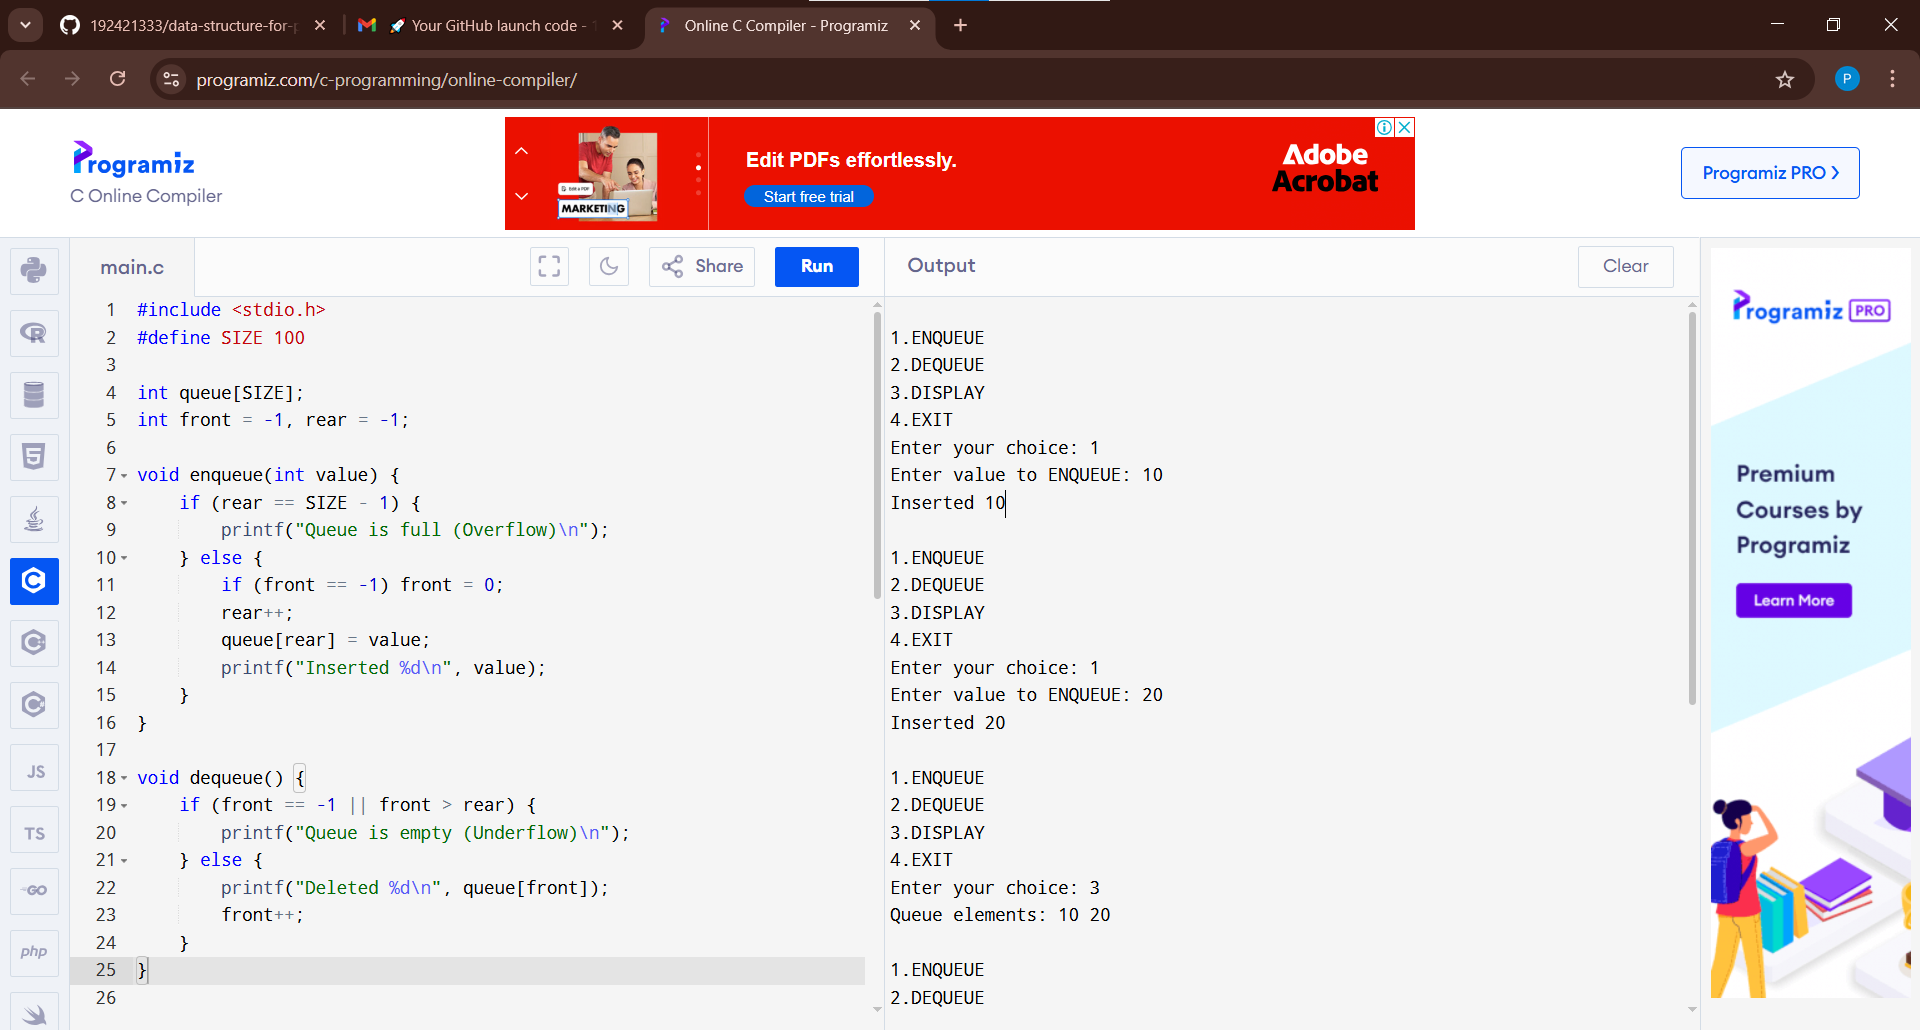 192421333/data-structure-for-
Your GitHub launch code -
Online C Compiler - Programiz
programiz.com/c-programming/online-compiler/
P
Programiz
C Online Compiler
Edit a PDF
MARKETING
Edit PDFs effortlessly.
Start free trial
Adobe
Acrobat
Programiz PRO
main.c
Share
Run
Output
Clear
1 #include <stdio.h>
2 #define SIZE 100
3
4 int queue[SIZE];
5 int front = -1, rear = -1;
6
7 void enqueue(int value) {
8     if (rear == SIZE - 1) {
9         printf("Queue is full (Overflow)\n");
10     } else {
11         if (front == -1) front = 0;
12         rear++;
13         queue[rear] = value;
14         printf("Inserted %d\n", value);
15     }
16 }
17
18 void dequeue() {
19     if (front == -1 || front > rear) {
20         printf("Queue is empty (Underflow)\n");
21     } else {
22         printf("Deleted %d\n", queue[front]);
23         front++;
24     }
25 }
26
1.ENQUEUE
2.DEQUEUE
3.DISPLAY
4.EXIT
Enter your choice: 1
Enter value to ENQUEUE: 10
Inserted 10
1.ENQUEUE
2.DEQUEUE
3.DISPLAY
4.EXIT
Enter your choice: 1
Enter value to ENQUEUE: 20
Inserted 20
1.ENQUEUE
2.DEQUEUE
3.DISPLAY
4.EXIT
Enter your choice: 3
Queue elements: 10 20
1.ENQUEUE
2.DEQUEUE
R
5
C
C
C
JS
TS
GO
php
Programiz PRO
Premium
Courses by
Programiz
Learn More